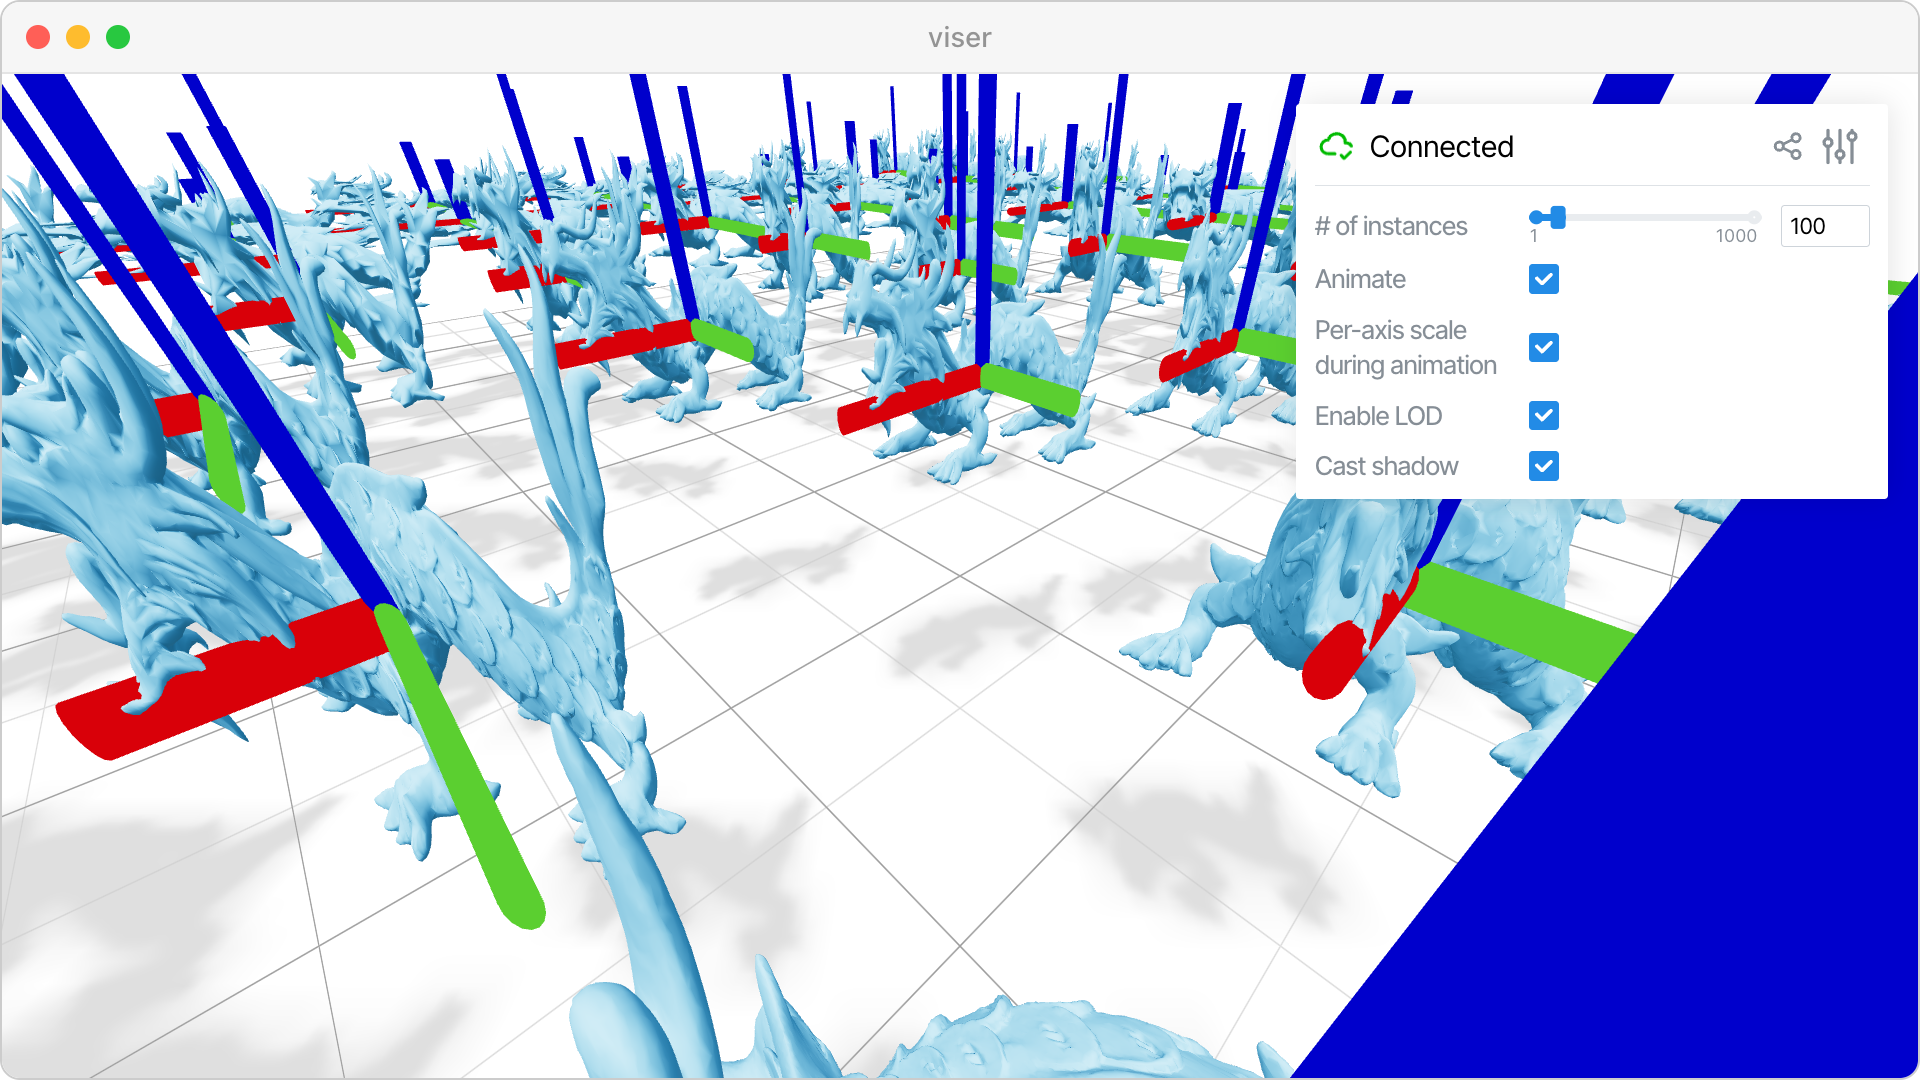 viser
Connected
# of instances
1
1000
100
Animate
Per-axis scale
during animation
Enable LOD
Cast shadow